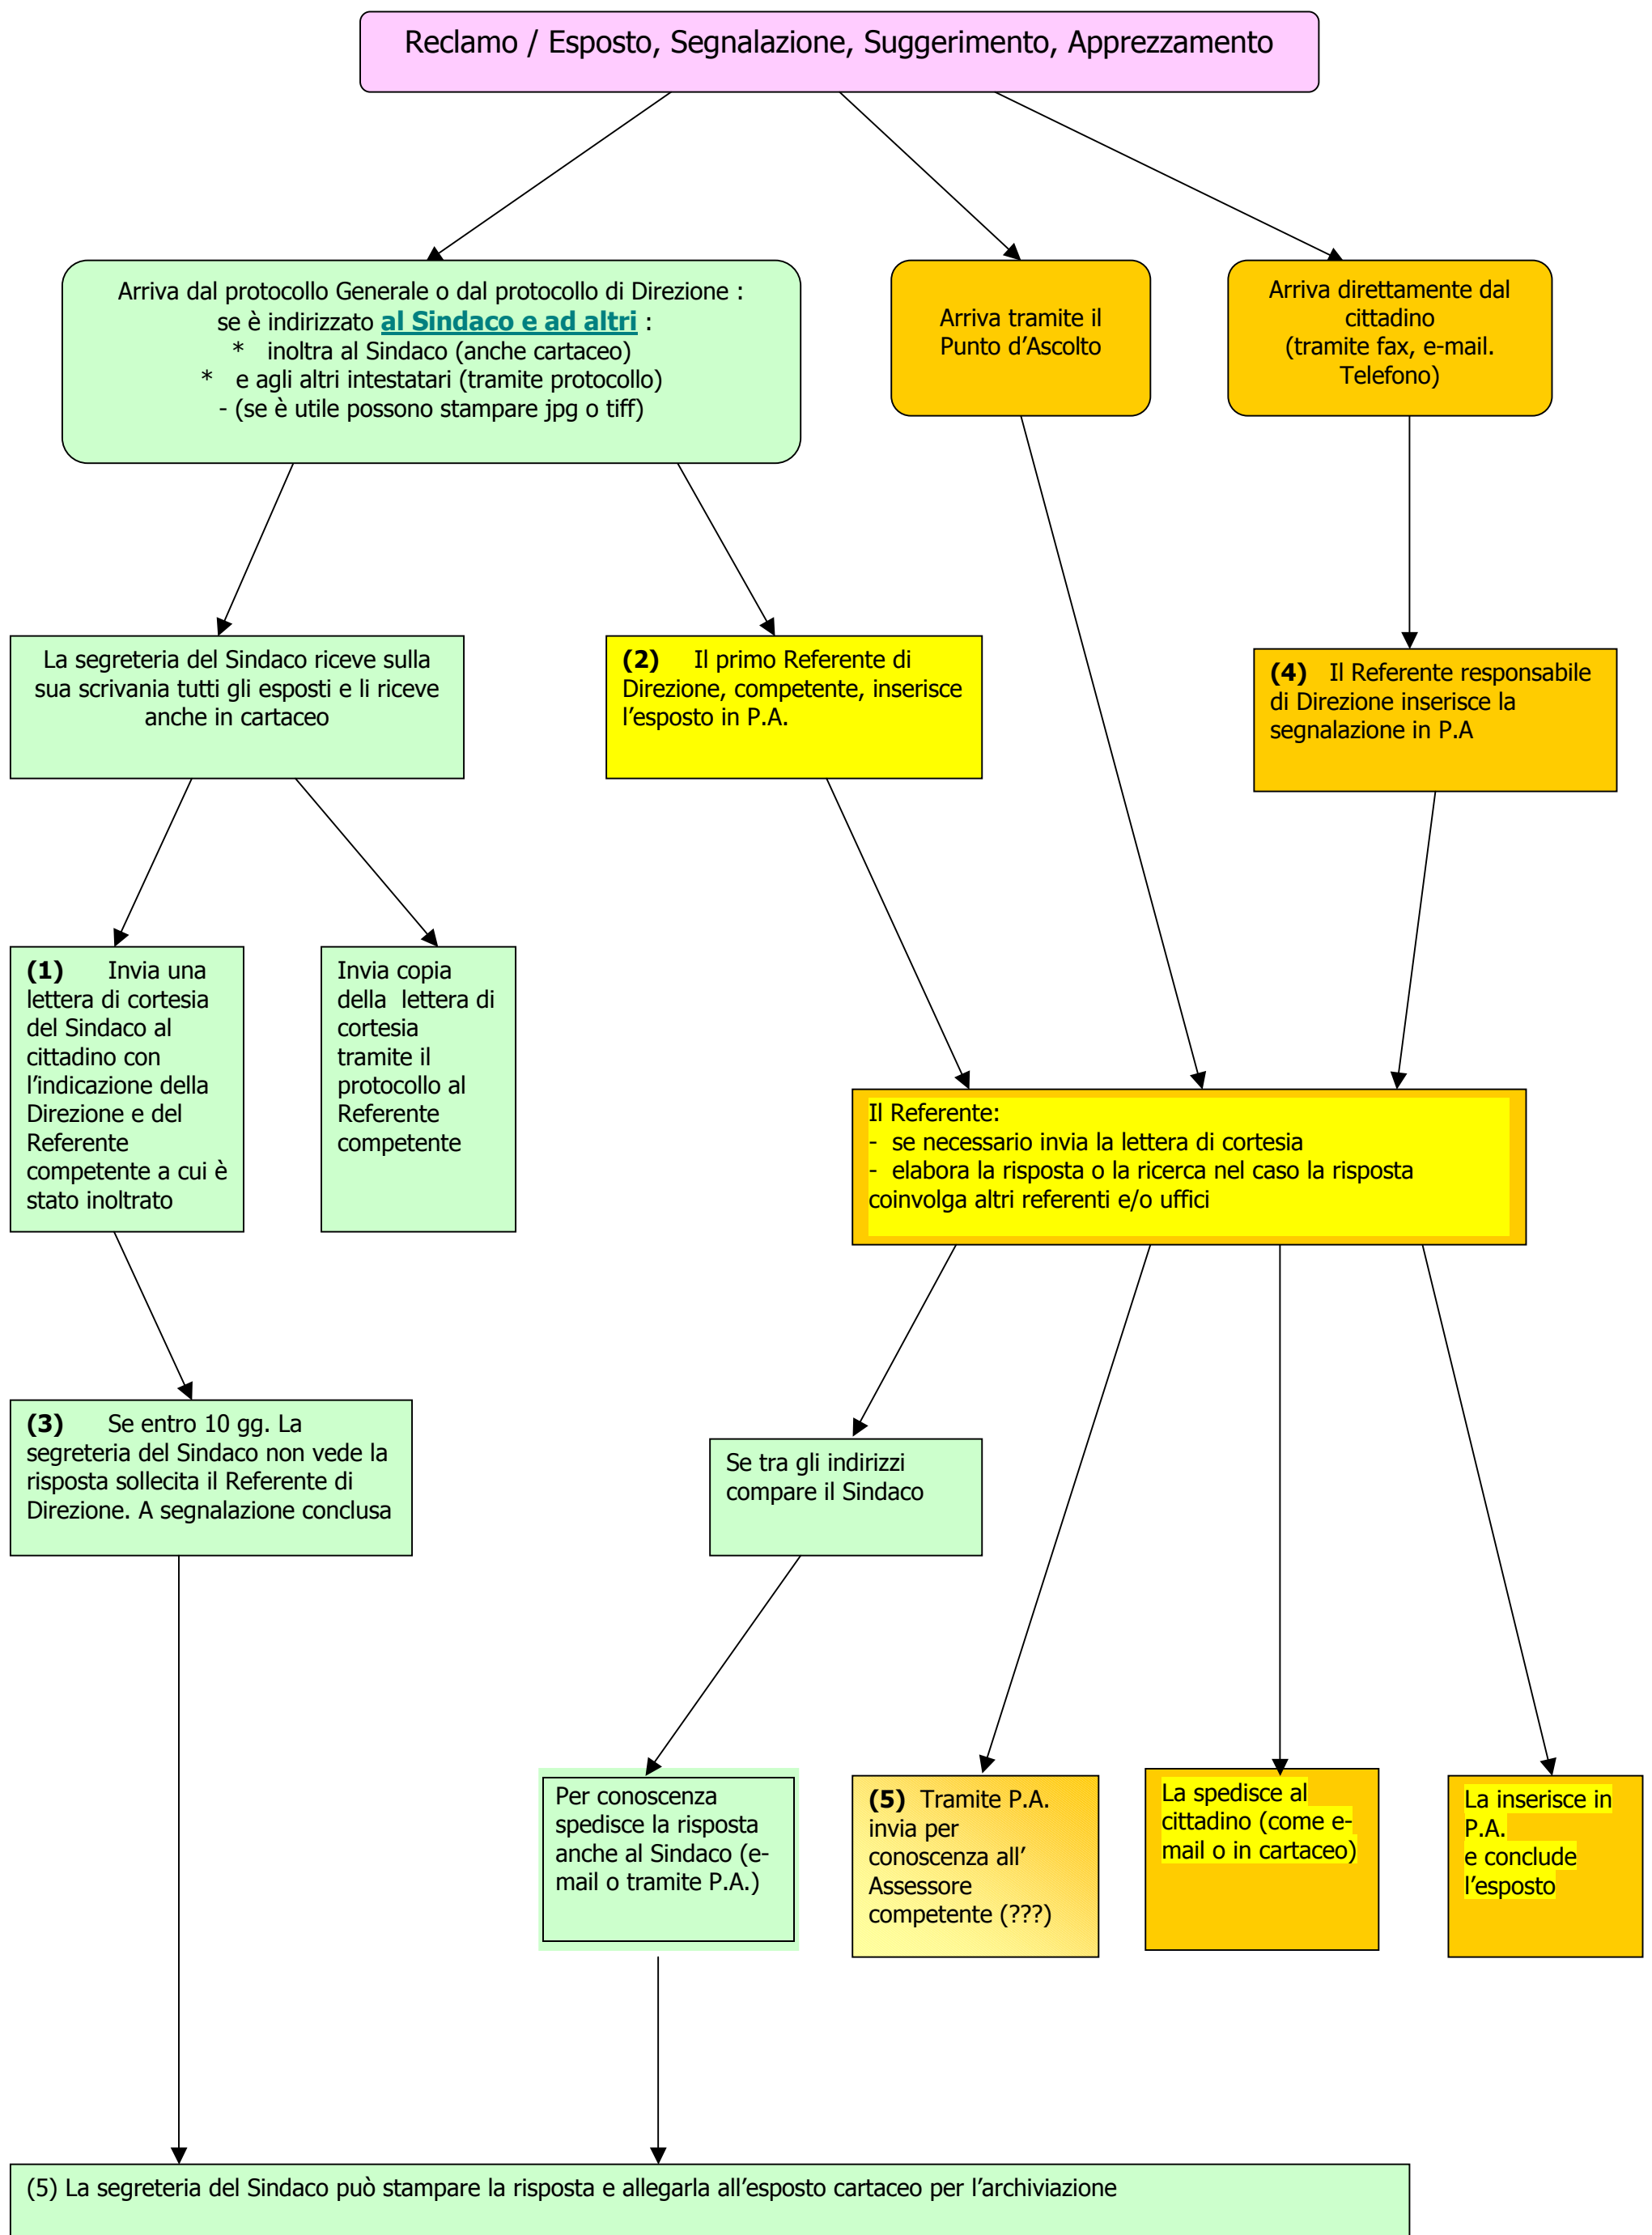 Reclamo / Esposto, Segnalazione, Suggerimento, Apprezzamento
Arriva dal protocollo Generale o dal protocollo di Direzione :
se è indirizzato al Sindaco e ad altri :
* inoltra al Sindaco (anche cartaceo)
* e agli altri intestatari (tramite protocollo)
- (se è utile possono stampare jpg o tiff)
Arriva tramite il
Punto d’Ascolto
Arriva direttamente dal
cittadino
(tramite fax, e-mail.
Telefono)
La segreteria del Sindaco riceve sulla
sua scrivania tutti gli esposti e li riceve
anche in cartaceo
(2) Il primo Referente di
Direzione, competente, inserisce
l’esposto in P.A.
(4) Il Referente responsabile
di Direzione inserisce la
segnalazione in P.A
(1) Invia una
lettera di cortesia
del Sindaco al
cittadino con
l’indicazione della
Direzione e del
Referente
competente a cui è
stato inoltrato
Invia copia
della lettera di
cortesia
tramite il
protocollo al
Referente
competente
Il Referente:
- se necessario invia la lettera di cortesia
- elabora la risposta o la ricerca nel caso la risposta
coinvolga altri referenti e/o uffici
(3) Se entro 10 gg. La
segreteria del Sindaco non vede la
risposta sollecita il Referente di
Direzione. A segnalazione conclusa
Se tra gli indirizzi
compare il Sindaco
Per conoscenza
spedisce la risposta
anche al Sindaco (e-
mail o tramite P.A.)
(5) Tramite P.A.
invia per
conoscenza all’
Assessore
competente (???)
La spedisce al
cittadino (come e-
mail o in cartaceo)
La inserisce in
P.A.
e conclude
l’esposto
(5) La segreteria del Sindaco può stampare la risposta e allegarla all’esposto cartaceo per l’archiviazione